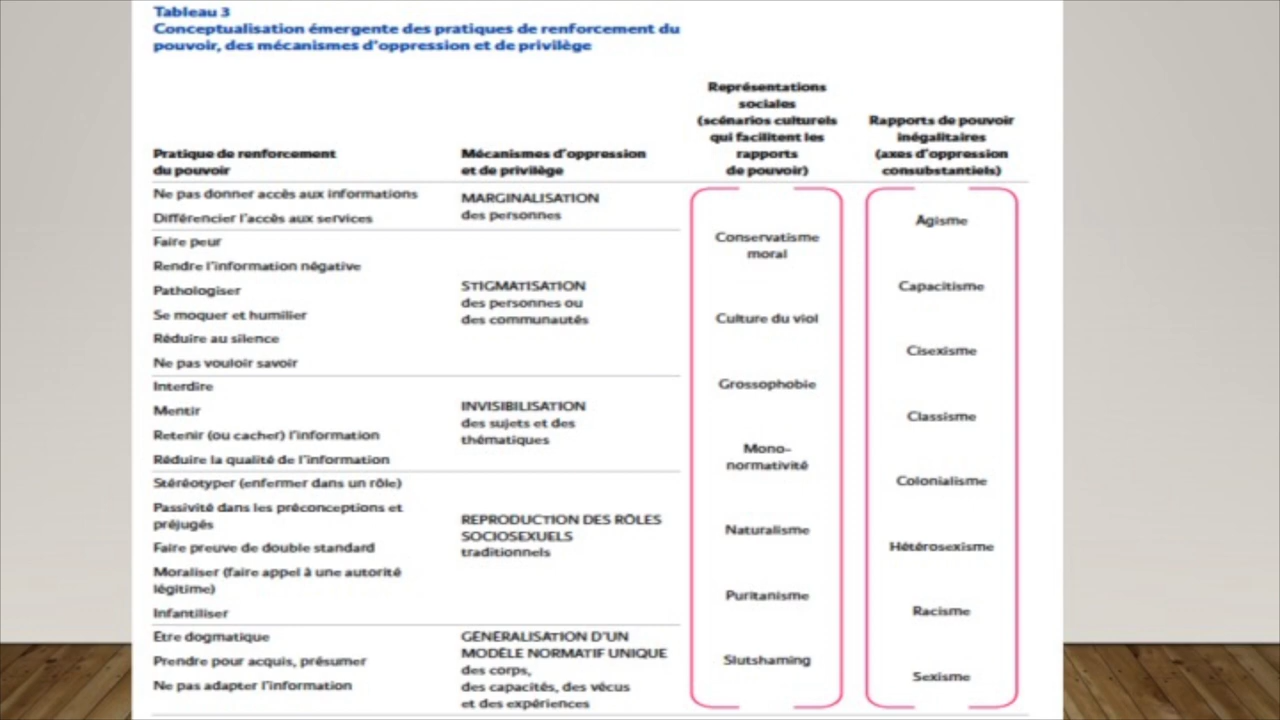 Tableau 3
Conceptualisation émergente des pratiques de renforcement du
pouvoir, des mécanismes d'oppression et de privilège
Pratique de renforcement
du pouvoir
Mécanismes d'oppression
et de privilège
Représentations
sociales
(scénarios culturels
qui facilitent les
rapports
de pouvoir)
Rapports de pouvoir
inégalitaires
(axes d'oppression
consubstantiels)
Ne pas donner accès aux informations
Différencier l'accès aux services
MARGINALISATION
des personnes
Faire peur
Rendre l'information négative
Pathologiser
Se moquer et humilier
Réduire au silence
Ne pas vouloir savoir
STIGMATISATION
des personnes ou
des communautés
Interdire
Mentir
Retenir (ou cacher) l'information
Réduire la qualité de l'information
INVISIBILISATION
des sujets et des
thématiques
Stéréotyper (enfermer dans un rôle)
Passivité dans les préconceptions et
préjugés
Faire preuve de double standard
Moraliser (faire appel à une autorité
légitime)
Infantiliser
REPRODUCTION DES RÔLES
SOCIOSEXUELS
traditionnels
Etre dogmatique
Prendre pour acquis, présumer
Ne pas adapter l'information
GÉNÉRALISATION D'UN
MODÈLE NORMATIF UNIQUE
des corps,
des capacités, des vécus
et des expériences
Conservatisme
moral
Culture du viol
Grossophobie
Mono-
normativité
Naturalisme
Puritanisme
Slutshaming
Âgisme
Capacitisme
Cisexisme
Classisme
Colonialisme
Hétérosexisme
Racisme
Sexisme